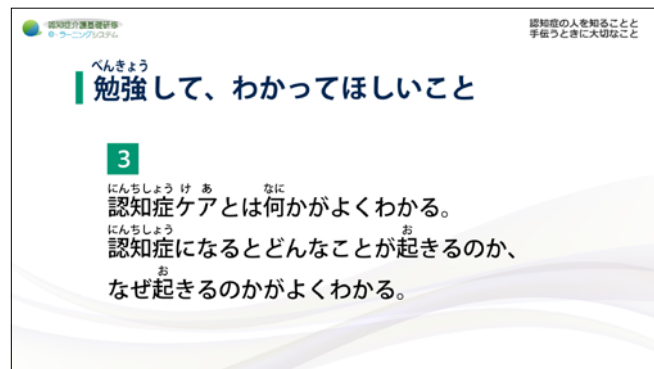 認知症介護基礎研修
e-ラーニングシステム
認知症の人を知ることと
手伝うときに大切なこと
べんきょう
勉強して、わかってほしいこと
3
にんちしょう け あ なに
認知症ケアとは何かがよくわかる。
にんちしょう お
認知症になるとどんなことが起きるのか、
お
なぜ起きるのかがよくわかる。